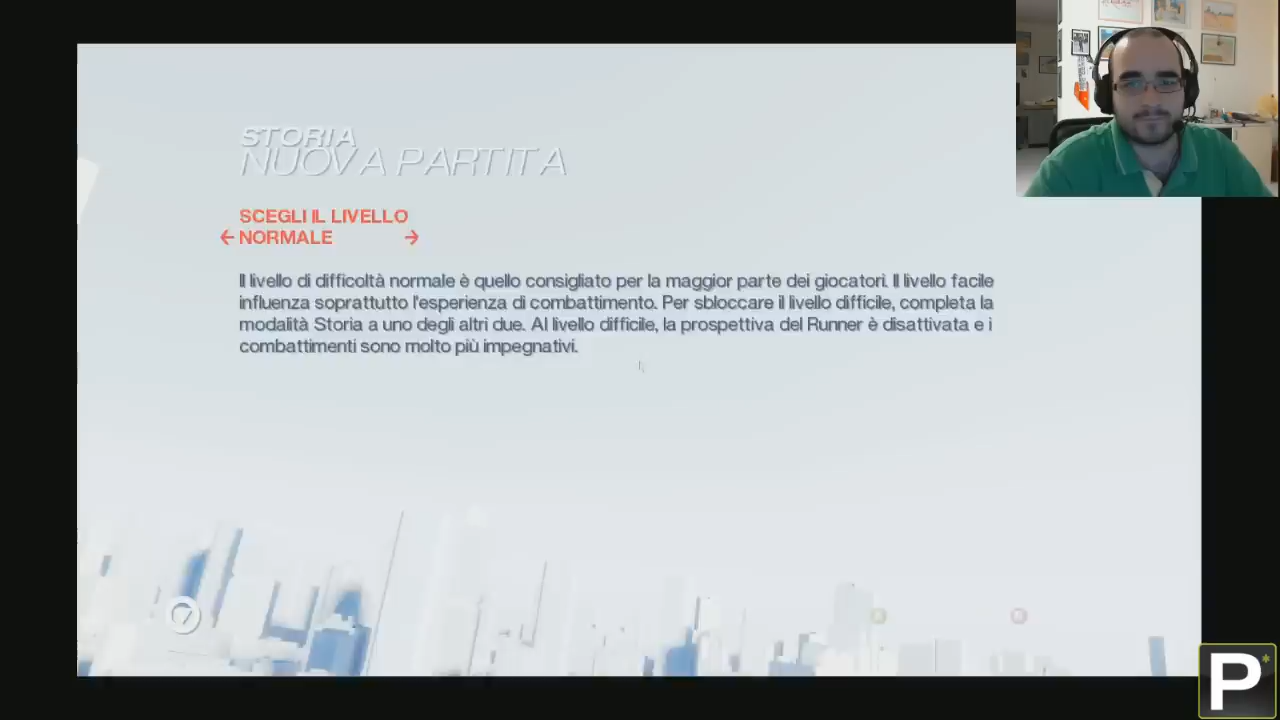 STORIA
NUOVA PARTITA
SCEGLI IL LIVELLO
← NORMALE →
Il livello di difficoltà normale è quello consigliato per la maggior parte dei giocatori. Il livello facile
influenza soprattutto l'esperienza di combattimento. Per sbloccare il livello difficile, completa la
modalità Storia a uno degli altri due. Al livello difficile, la prospettiva del Runner è disattivata e i
combattimenti sono molto più impegnativi.
P*